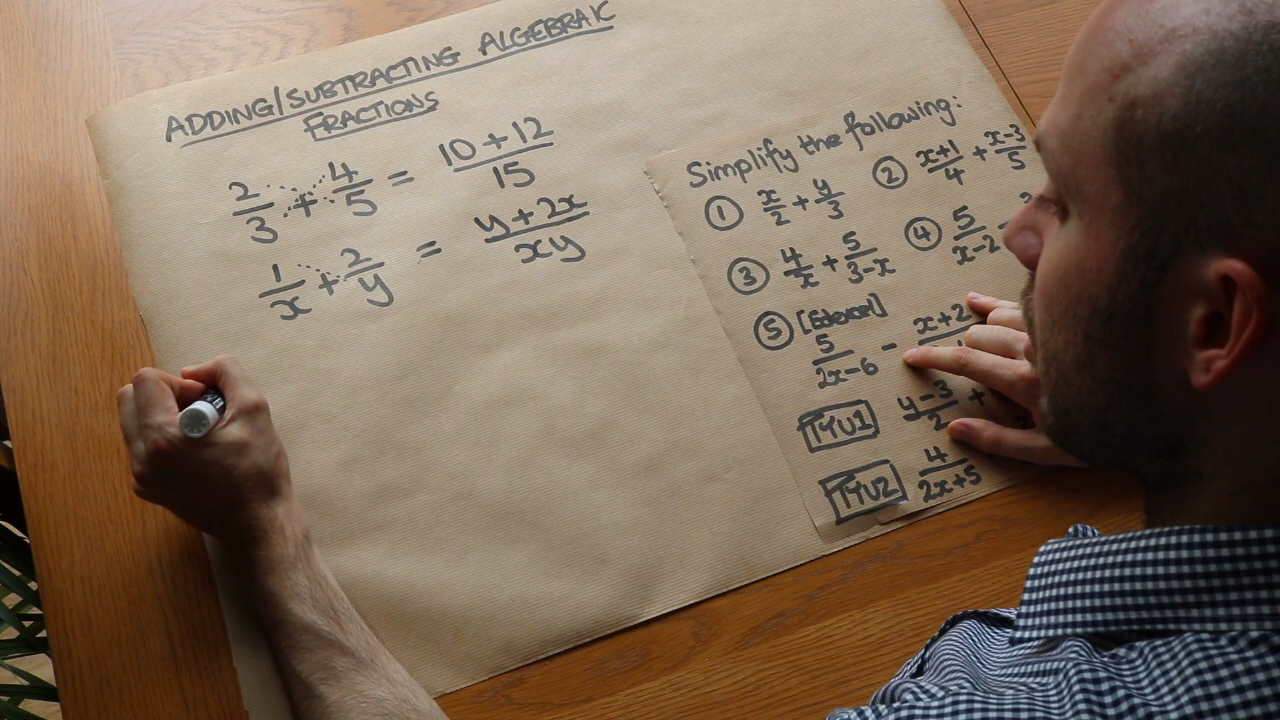 ADDING/SUBTRACTING ALGEBRAIC
FRACTIONS
2/3 + 4/5 = (10+12)/15
1/x + 2/y = (y+2x)/xy
Simplify the following:
① x/2 + y/3
② (x+1)/4 + (x-3)/5
③ 4/x + 5/(3-x)
④ 5/(x-2) -
⑤ [Edexcel]
5/(2x-6) - x+2
TYU1 (y-3)/2 +
TYU2 4/(2x+5)